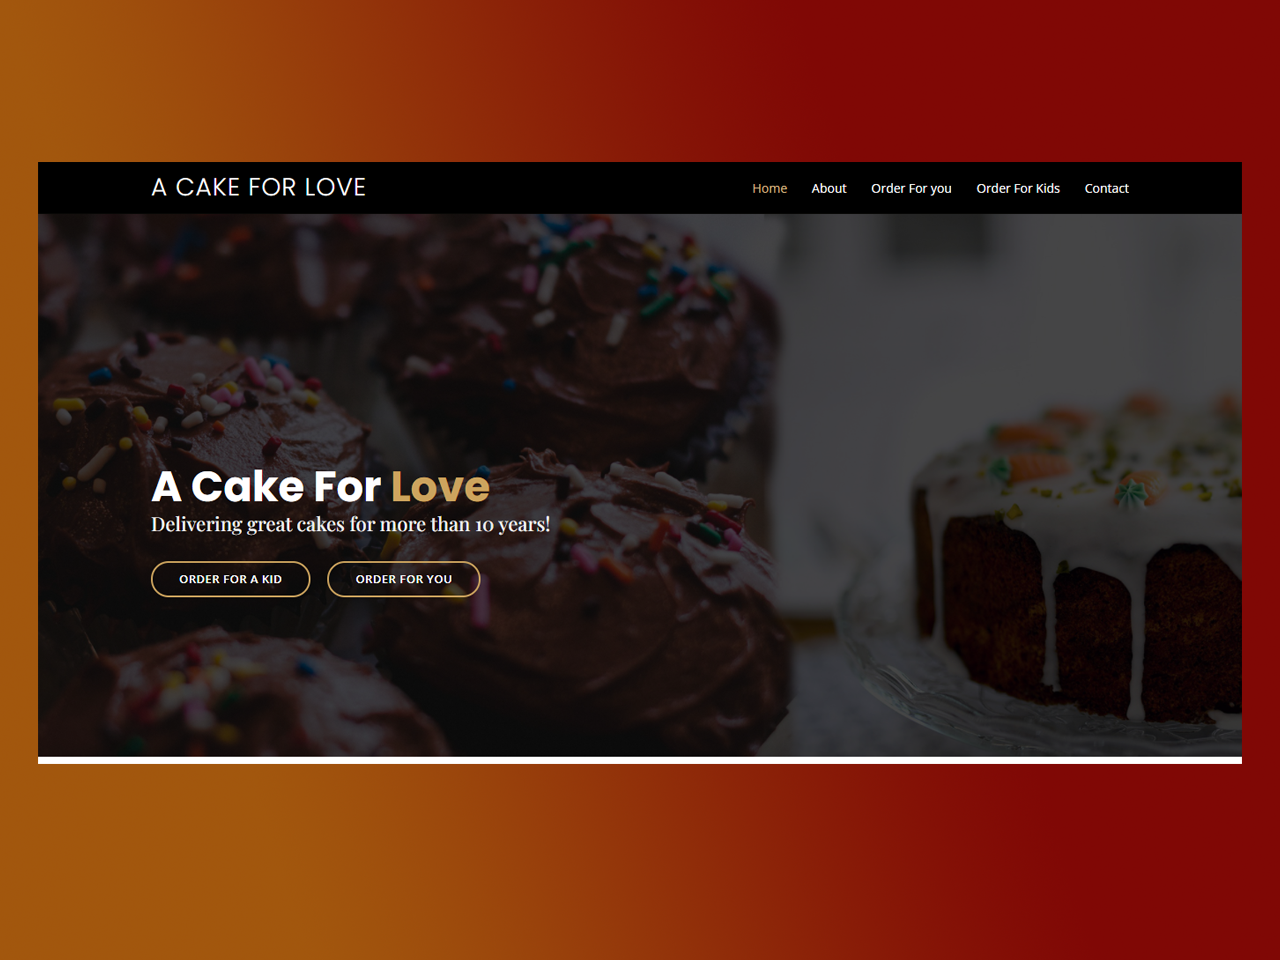 A CAKE FOR LOVE
Home About Order For you Order For Kids Contact
A Cake For Love
Delivering great cakes for more than 10 years!
ORDER FOR A KID ORDER FOR YOU